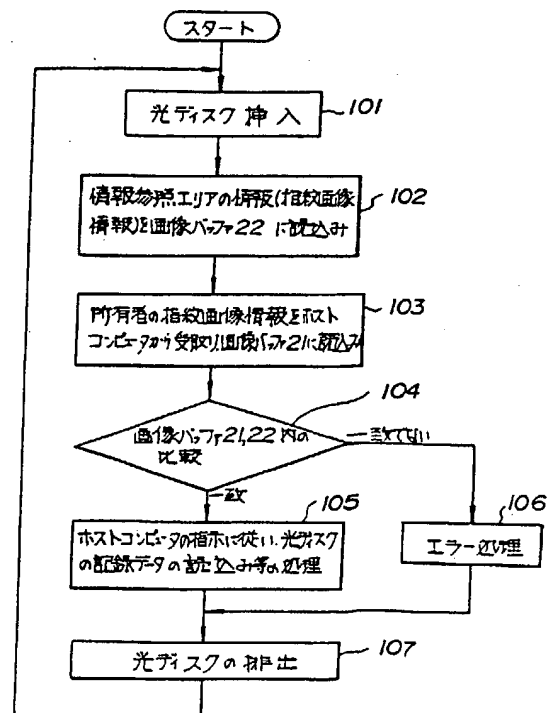 スタート
光ディスク 挿入
101
情報参照エリアの情報(指紋画像
情報)を画像バッファ22に読込み
102
所有者の指紋画像情報をホスト
コンピュータから受取り、画像バッファ21に読込み
103
104
画像バッファ21,22内の
比較
一致でない
一致
105
ホストコンピュータの指示に従い、光ディスク
の記録データの読込み等の処理
106
エラー処理
光ディスクの排出
107